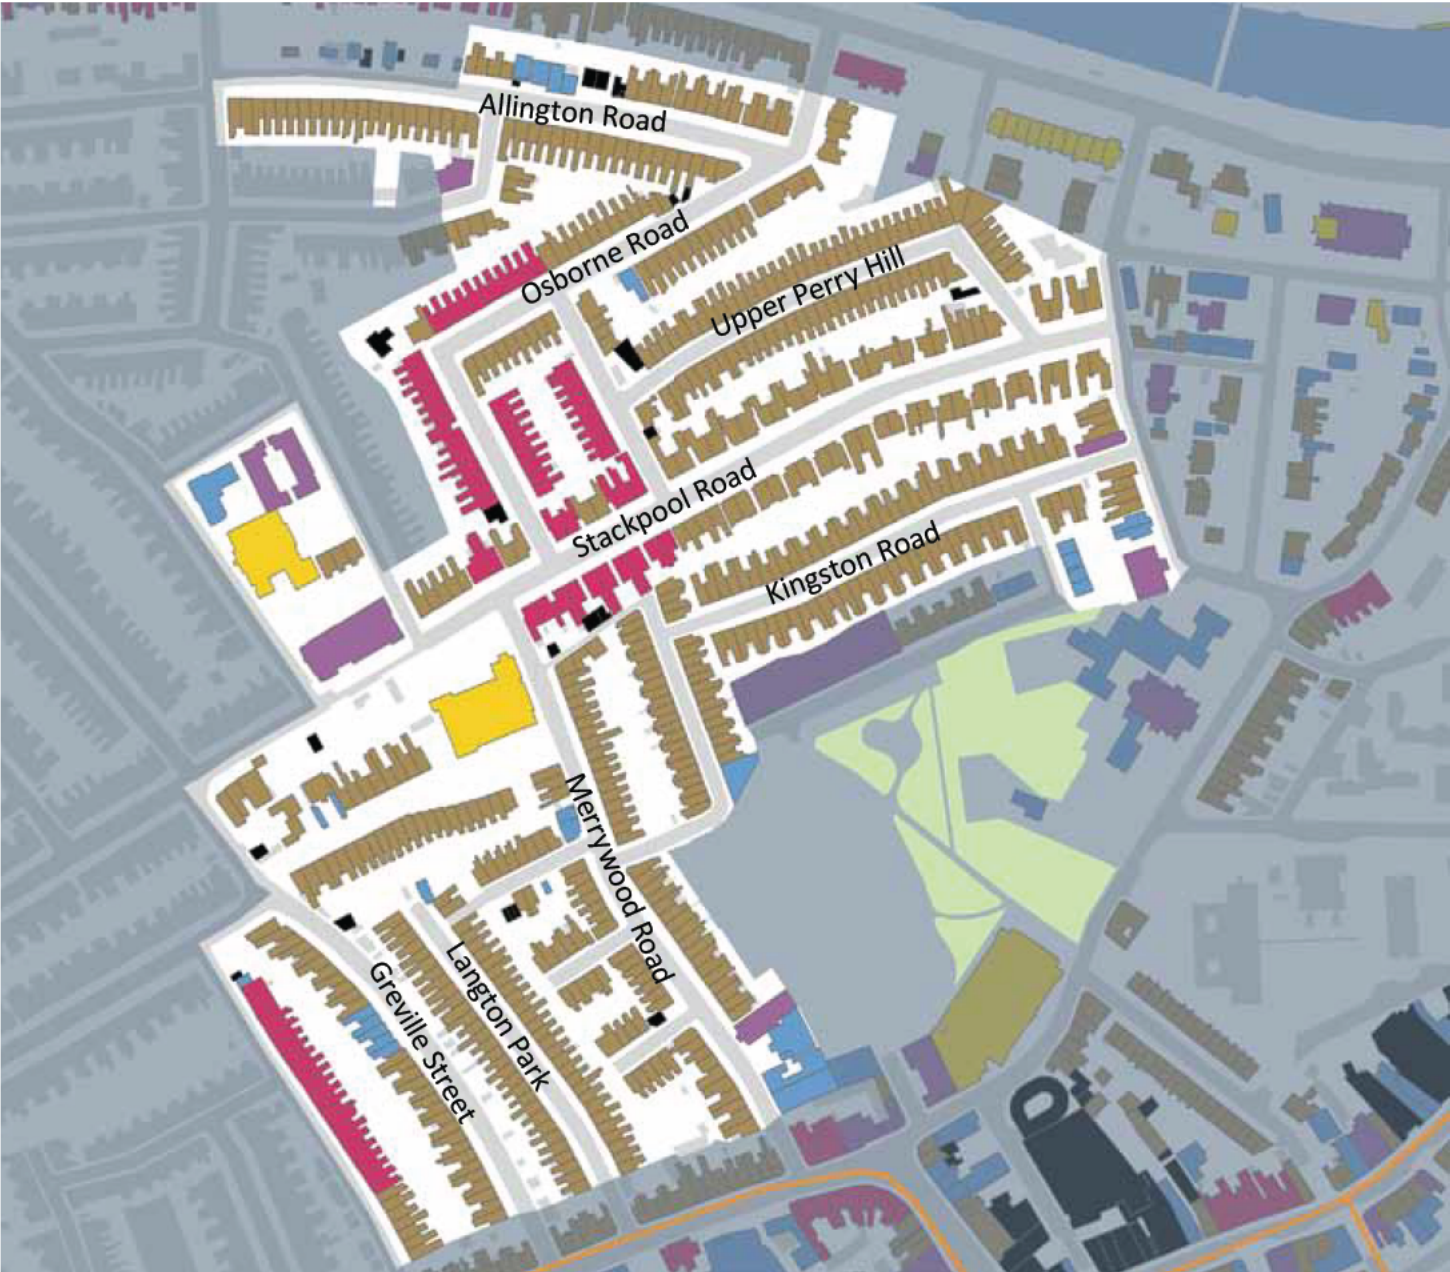 Allington Road
Osborne Road
Upper Perry Hill
Stackpool Road
Kingston Road
Merrywood Road
Langton Park
Greville Street